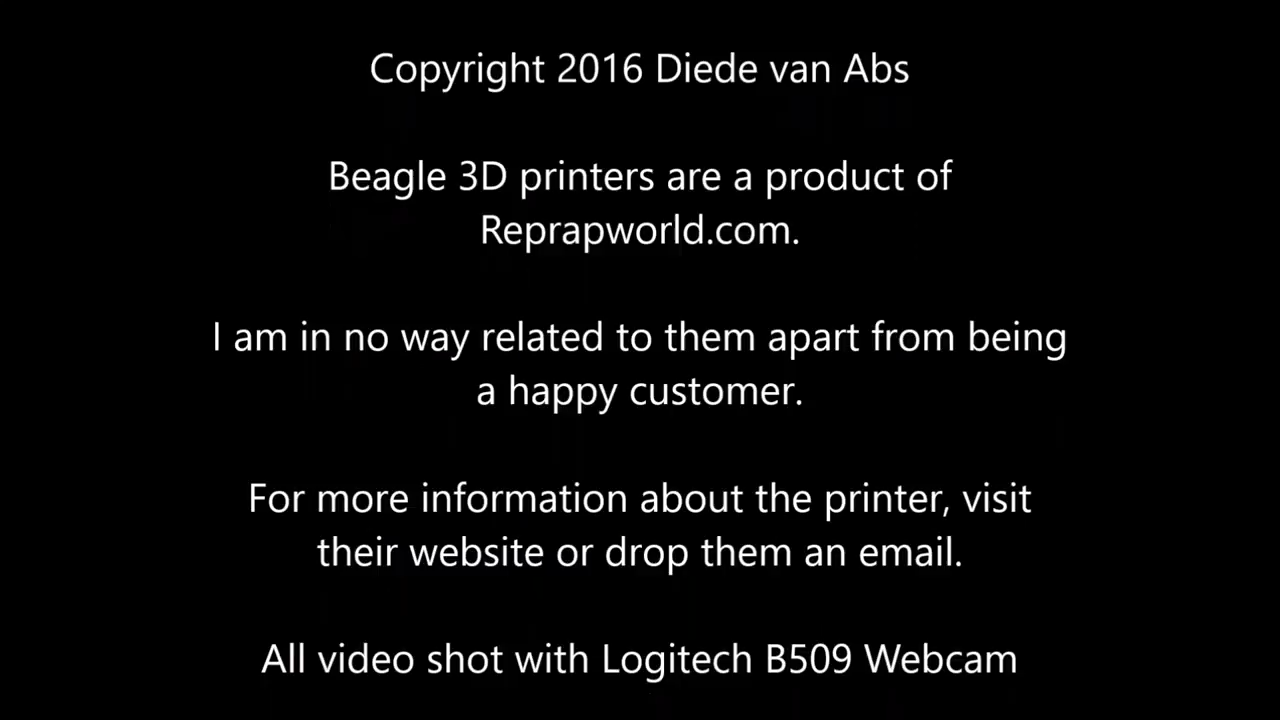 Copyright 2016 Diede van Abs
Beagle 3D printers are a product of
Reprapworld.com.
I am in no way related to them apart from being
a happy customer.
For more information about the printer, visit
their website or drop them an email.
All video shot with Logitech B509 Webcam